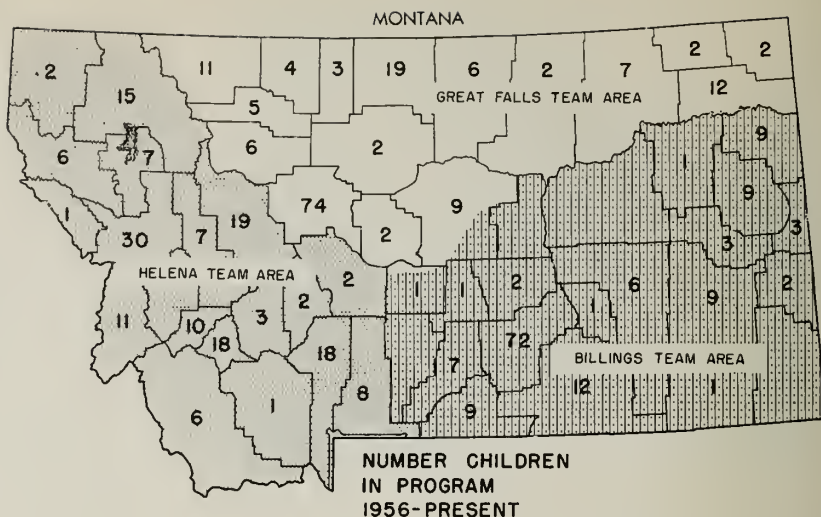 MONTANA
2 11 4 3 19 6 2 7 2 2
15 5 GREAT FALLS TEAM AREA 12
6 7 6 2 1 9
1 30 7 19 74 2 9 9 3
3
HELENA TEAM AREA 2 2 1 1 2 1 6 9 2
11 10 18 3 18 7 72 BILLINGS TEAM AREA
6 1 8 9 12 1
NUMBER CHILDREN
IN PROGRAM
1956-PRESENT